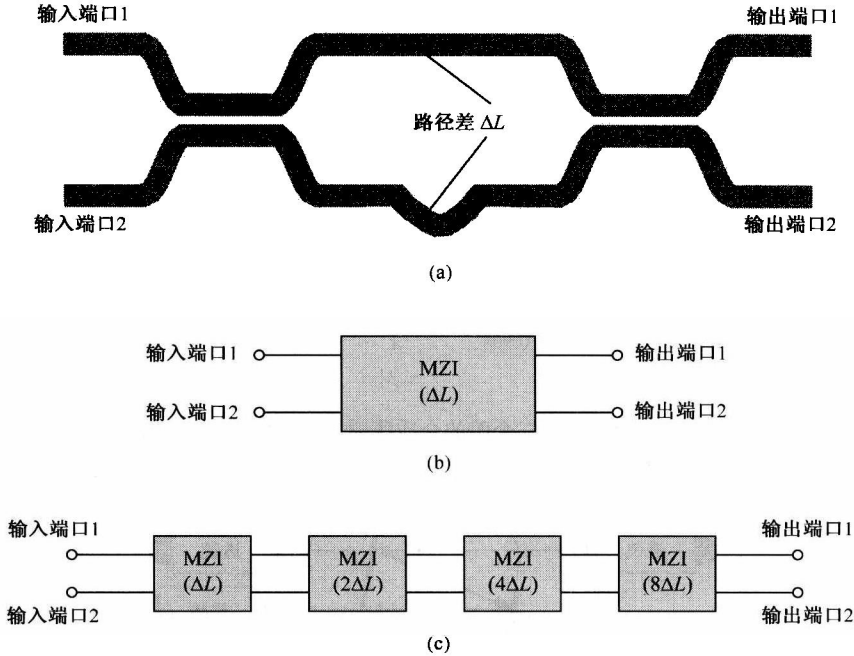 输入端口1
输出端口1
路径差 ΔL
输入端口2
输出端口2
(a)
输入端口1
MZI
(ΔL)
输出端口1
输入端口2
输出端口2
(b)
输入端口1
输出端口1
MZI
(ΔL)
MZI
(2ΔL)
MZI
(4ΔL)
MZI
(8ΔL)
输入端口2
输出端口2
(c)